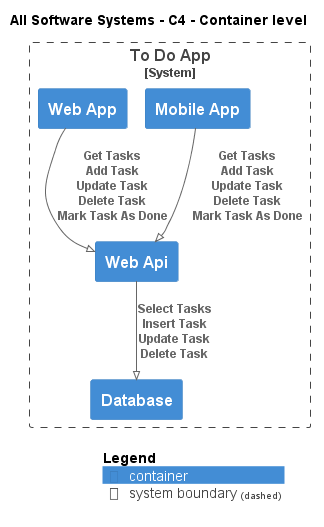 All Software Systems - C4 - Container level
To Do App
[System]
Web App
Mobile App
Get Tasks
Add Task
Update Task
Delete Task
Mark Task As Done
Get Tasks
Add Task
Update Task
Delete Task
Mark Task As Done
Web Api
Select Tasks
Insert Task
Update Task
Delete Task
Database
Legend
container
system boundary (dashed)